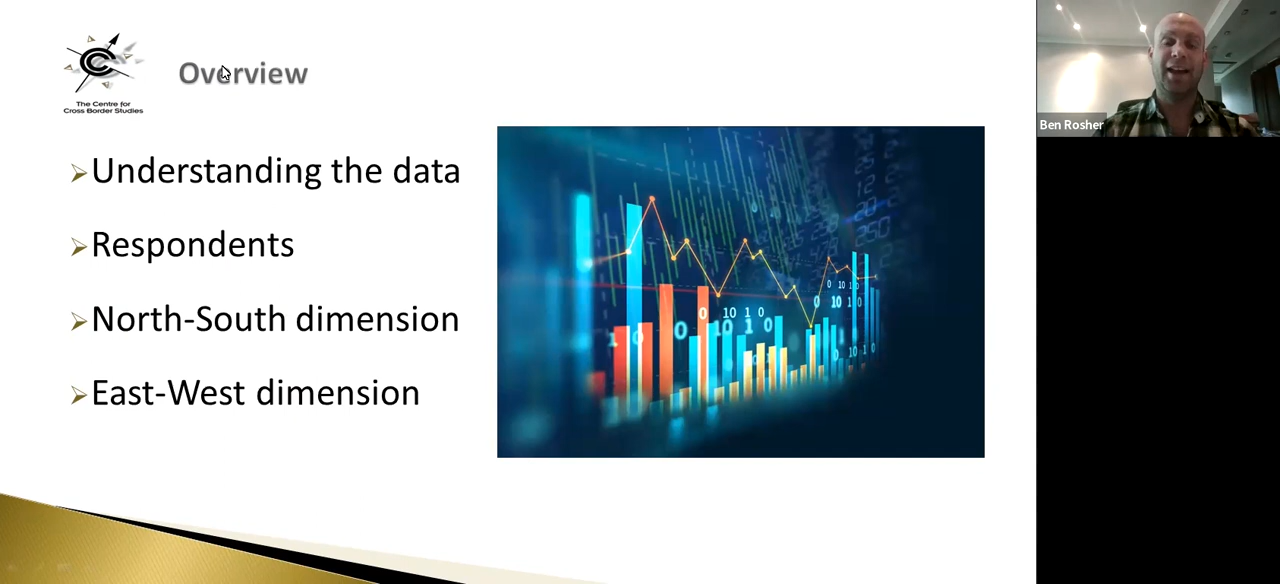 The Centre for
Cross Border Studies
Overview
Understanding the data
Respondents
North-South dimension
East-West dimension
Ben Rosher